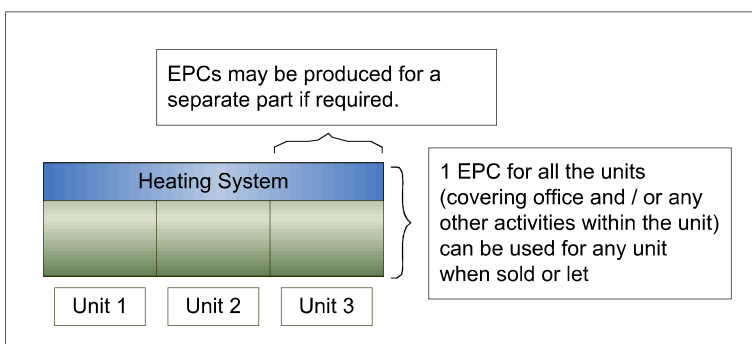 EPCs may be produced for a
separate part if required.
Heating System
1 EPC for all the units
(covering office and / or any
other activities within the unit)
can be used for any unit
when sold or let
Unit 1
Unit 2
Unit 3